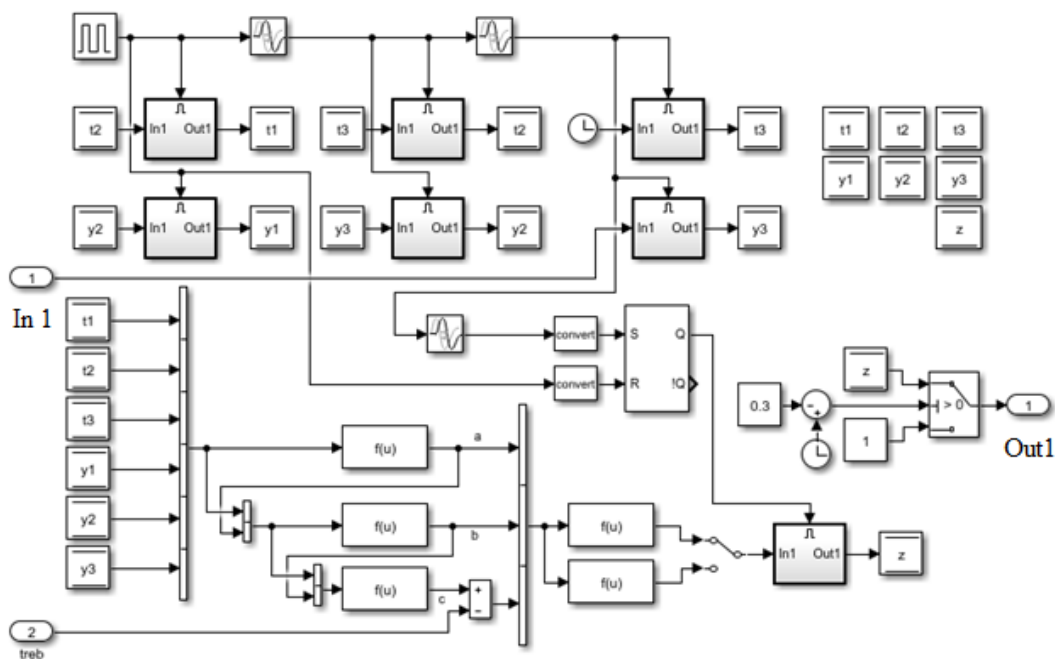 t2
In1 Out1
t1
t3
In1 Out1
t2
In1 Out1
t3
t1
t2
t3
y2
In1 Out1
y1
y3
In1 Out1
y2
In1 Out1
y3
y1
y2
y3
z
1
In 1
t1
t2
t3
y1
y2
y3
convert
S Q
convert
R !Q
z
0.3
> 0
1
1
Out1
f(u)
a
f(u)
b
f(u)
c
f(u)
f(u)
In1 Out1
z
2
treb